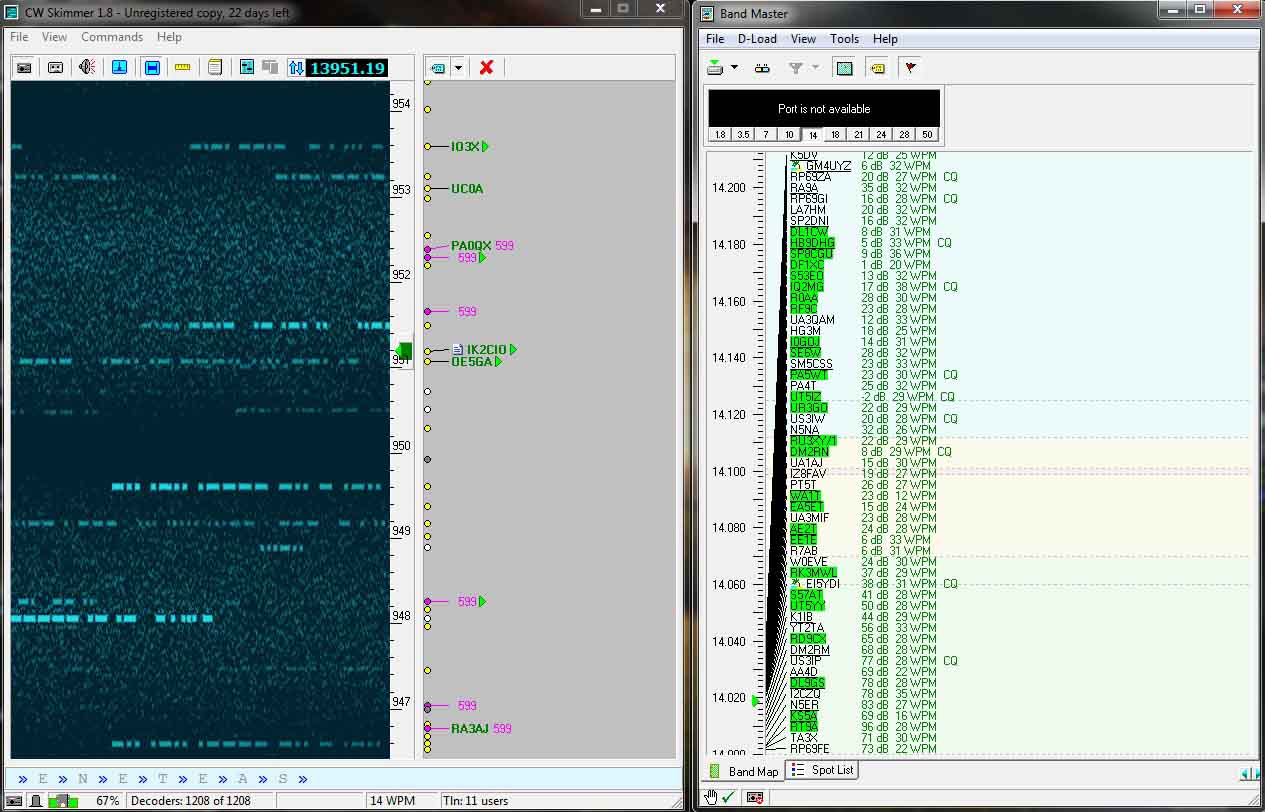 CW Skimmer 1.8 - Unregistered copy, 22 days left
File View Commands Help
13951.19
954
IO3X
953
UC0A
PA0QX 599
599
952
599
IK2CIO
951
OE5GA
950
949
599
948
599
947
RA3AJ 599
» E » N » E » T » E » A » S »
67% Decoders: 1208 of 1208 14 WPM Tln: 11 users
Band Master
File D-Load View Tools Help
Port is not available
1.8 3.5 7 10 14 18 21 24 28 50
K5DV 12 dB 25 WPM
GM4UYZ 6 dB 32 WPM
RP69ZA 20 dB 27 WPM CQ
14.200
RA9A 35 dB 32 WPM
RP69GI 16 dB 28 WPM CQ
LA7HM 20 dB 32 WPM
SP2DNI 16 dB 32 WPM
DL1CW 8 dB 31 WPM
14.180
HB9DHG 5 dB 33 WPM CQ
SP8CGU 9 dB 36 WPM
DF1XC 1 dB 20 WPM
S53EO 13 dB 32 WPM
IQ2MG 17 dB 38 WPM CQ
14.160
R0AA 28 dB 30 WPM
RF9C 23 dB 28 WPM
UA3QAM 12 dB 33 WPM
HG3M 18 dB 25 WPM
I0GOJ 14 dB 31 WPM
SE6W 28 dB 32 WPM
14.140
SM5CSS 23 dB 33 WPM
PA5WT 23 dB 30 WPM CQ
PA4T 25 dB 32 WPM
UT5IZ -2 dB 29 WPM CQ
UR3GO 22 dB 29 WPM
14.120
US3IW 20 dB 28 WPM CQ
N5NA 32 dB 26 WPM
RU3XY/1 22 dB 29 WPM
DM2RN 8 dB 29 WPM CQ
UA1AJ 15 dB 30 WPM
14.100
IZ8FAV 19 dB 27 WPM
PT5T 26 dB 27 WPM
WA1T 23 dB 12 WPM
EA5ET 15 dB 24 WPM
UA3MIF 23 dB 28 WPM
14.080
AE2T 24 dB 28 WPM
EE1E 6 dB 33 WPM
R7AB 6 dB 31 WPM
W0EVE 24 dB 30 WPM
RK3MWL 37 dB 29 WPM
14.060
EI5YDI 38 dB 31 WPM CQ
S57AT 41 dB 28 WPM
UT5YY 50 dB 28 WPM
K1IB 44 dB 29 WPM
YT2TA 56 dB 33 WPM
14.040
RD9CX 65 dB 28 WPM
DM2RM 68 dB 28 WPM
US3IP 77 dB 28 WPM CQ
AA4D 69 dB 22 WPM
DL9GS 78 dB 28 WPM
14.020
I2CZQ 78 dB 35 WPM
N5ER 83 dB 27 WPM
KS5A 69 dB 16 WPM
RT9A 96 dB 28 WPM
TA3X 71 dB 30 WPM
14.000
RP69FE 73 dB 22 WPM
Band Map Spot List